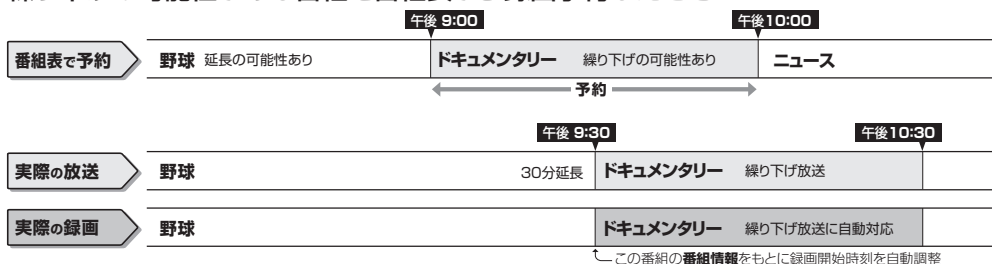 午後 9:00 午後10:00
番組表で予約 野球 延長の可能性あり ドキュメンタリー 繰り下げの可能性あり ニュース
予約
午後 9:30 午後10:30
実際の放送 野球 30分延長 ドキュメンタリー 繰り下げ放送
実際の録画 野球 ドキュメンタリー 繰り下げ放送に自動対応
この番組の番組情報をもとに録画開始時刻を自動調整